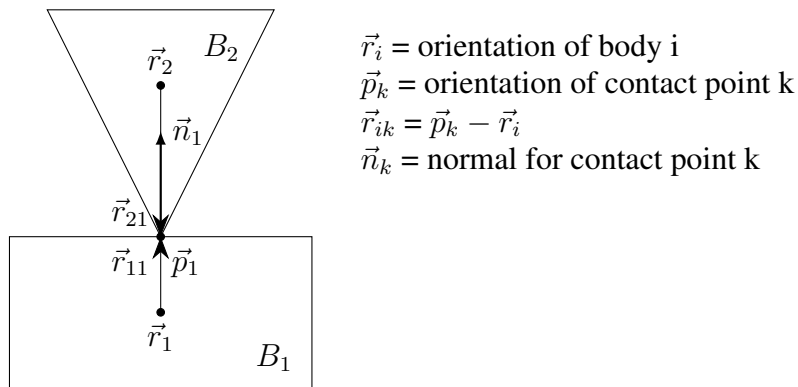 B₂
r⃗₂
n⃗₁
r⃗₂₁
r⃗₁₁ p⃗₁
r⃗₁
B₁
r⃗ᵢ = orientation of body i
p⃗ₖ = orientation of contact point k
r⃗ᵢₖ = p⃗ₖ − r⃗ᵢ
n⃗ₖ = normal for contact point k